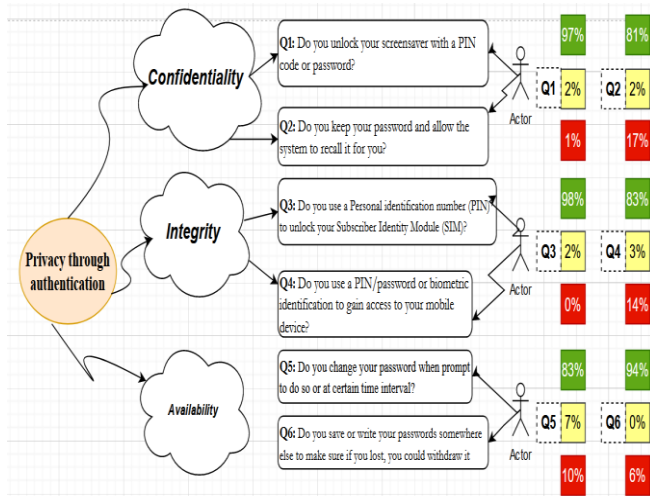 Privacy through
authentication
Confidentiality
Q1: Do you unlock your screensaver with a PIN
code or password?
Q2: Do you keep your password and allow the
system to recall it for you?
Actor
97%
81%
Q1
2%
Q2
2%
1%
17%
Integrity
Q3: Do you use a Personal identification number (PIN)
to unlock your Subscriber Identity Module (SIM)?
Q4: Do you use a PIN/password or biometric
identification to gain access to your mobile
device?
Actor
98%
83%
Q3
2%
Q4
3%
0%
14%
Availability
Q5: Do you change your password when prompt
to do so or at certain time interval?
Q6: Do you save or write your passwords somewhere
else to make sure if you lost, you could withdraw it
Actor
83%
94%
Q5
7%
Q6
0%
10%
6%